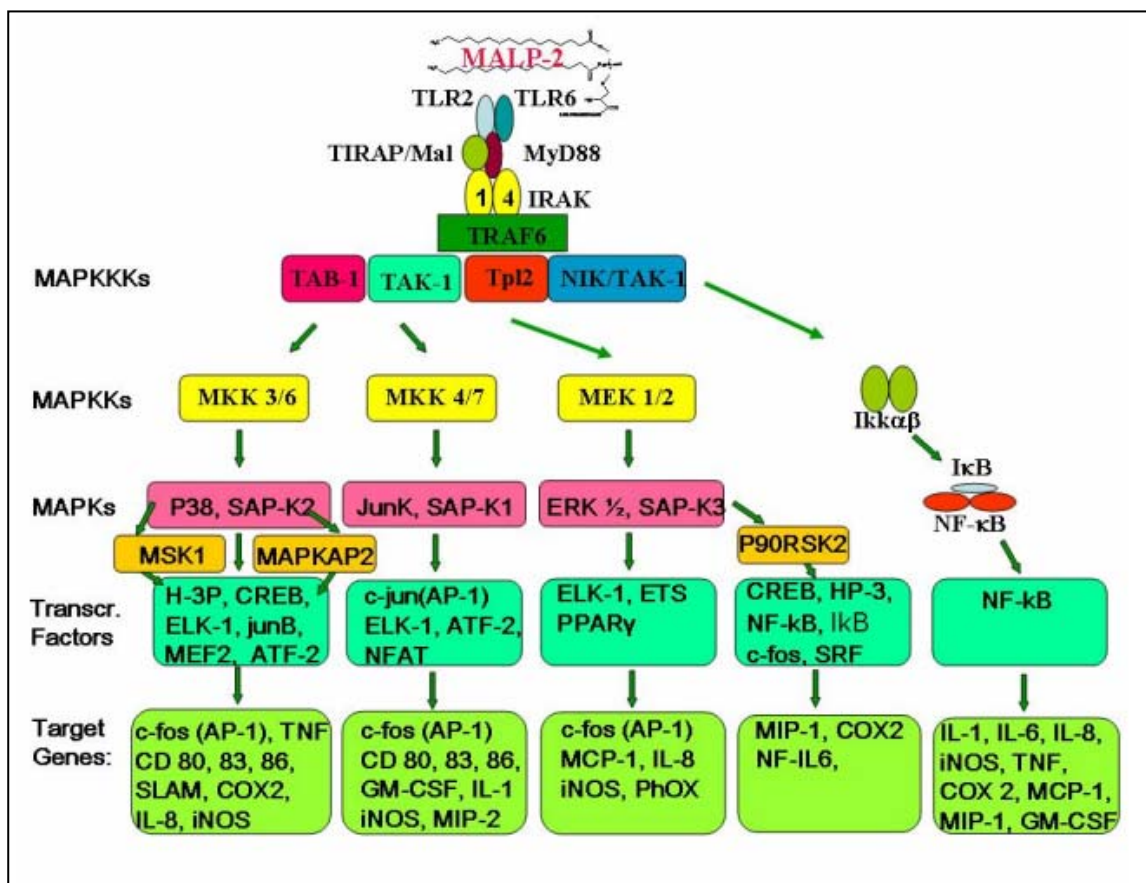 MALP-2
TLR2 TLR6
TIRAP/Mal MyD88
1 4 IRAK
TRAF6
MAPKKKs TAB-1 TAK-1 Tpl2 NIK/TAK-1
MAPKKs MKK 3/6 MKK 4/7 MEK 1/2
Ikkαβ
IκB
MAPKs P38, SAP-K2 JunK, SAP-K1 ERK ½, SAP-K3
NF-κB
MSK1 MAPKAP2 P90RSK2
Transcr.
Factors
H-3P, CREB,
ELK-1, junB,
MEF2, ATF-2
c-jun(AP-1)
ELK-1, ATF-2,
NFAT
ELK-1, ETS
PPARγ
CREB, HP-3,
NF-kB, IkB
c-fos, SRF
NF-kB
Target
Genes:
c-fos (AP-1), TNF
CD 80, 83, 86,
SLAM, COX2,
IL-8, iNOS
c-fos (AP-1)
CD 80, 83, 86,
GM-CSF, IL-1
iNOS, MIP-2
c-fos (AP-1)
MCP-1, IL-8
iNOS, PhOX
MIP-1, COX2
NF-IL6,
IL-1, IL-6, IL-8,
iNOS, TNF,
COX 2, MCP-1,
MIP-1, GM-CSF